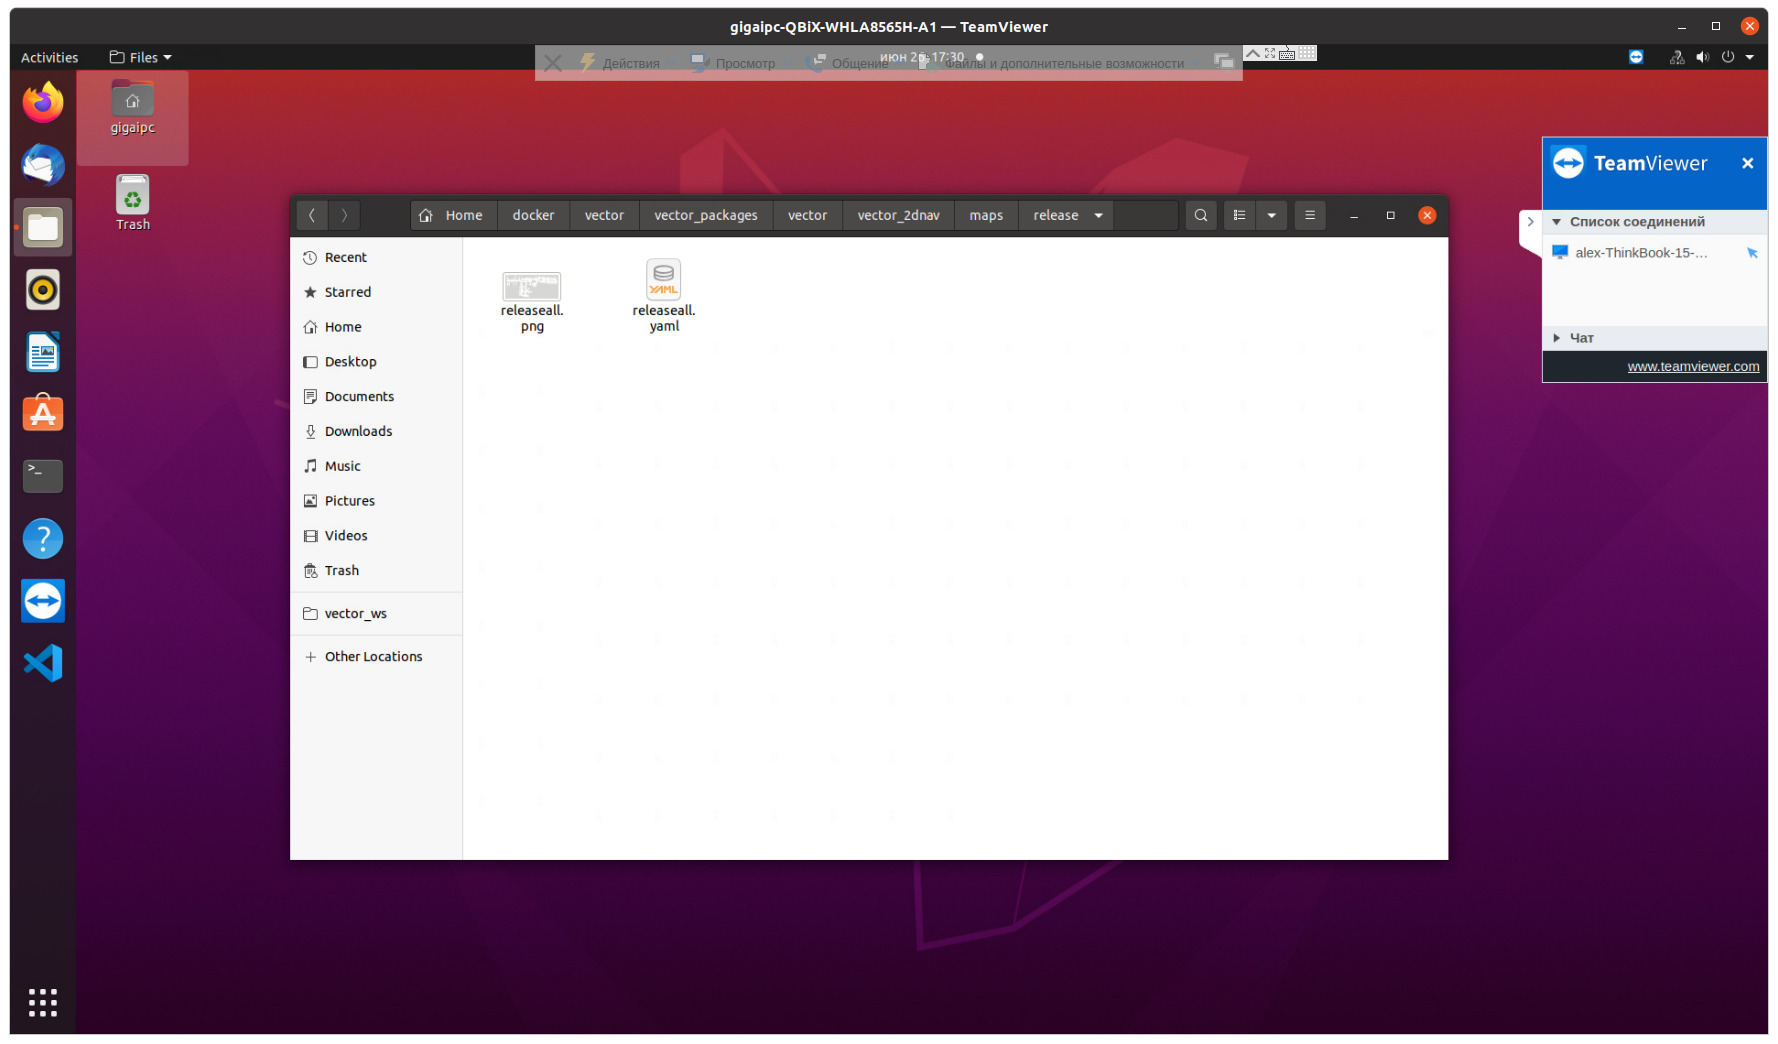 gigaipc-QBiX-WHLA8565H-A1 — TeamViewer
Activities
Files
Действия
Просмотр
Общение
июн 26 17:30
Файлы и дополнительные возможности
gigaipc
Trash
TeamViewer
Список соединений
alex-ThinkBook-15-...
Чат
www.teamviewer.com
Home
docker
vector
vector_packages
vector
vector_2dnav
maps
release
Recent
Starred
Home
Desktop
Documents
Downloads
Music
Pictures
Videos
Trash
vector_ws
Other Locations
releaseall.
png
YAML
releaseall.
yaml